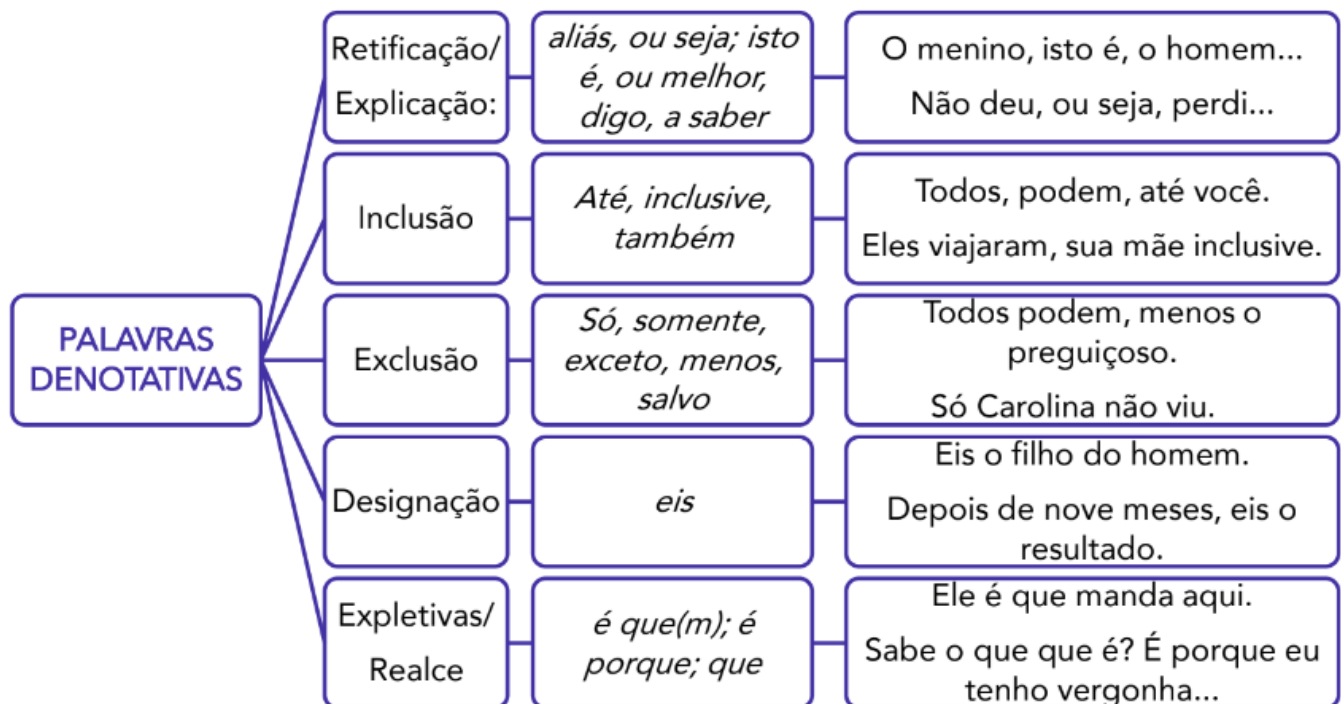 PALAVRAS
DENOTATIVAS
Retificação/
Explicação:
aliás, ou seja; isto
é, ou melhor,
digo, a saber
O menino, isto é, o homem...
Não deu, ou seja, perdi...
Inclusão
Até, inclusive,
também
Todos, podem, até você.
Eles viajaram, sua mãe inclusive.
Exclusão
Só, somente,
exceto, menos,
salvo
Todos podem, menos o
preguiçoso.
Só Carolina não viu.
Designação
eis
Eis o filho do homem.
Depois de nove meses, eis o
resultado.
Expletivas/
Realce
é que(m); é
porque; que
Ele é que manda aqui.
Sabe o que que é? É porque eu
tenho vergonha...